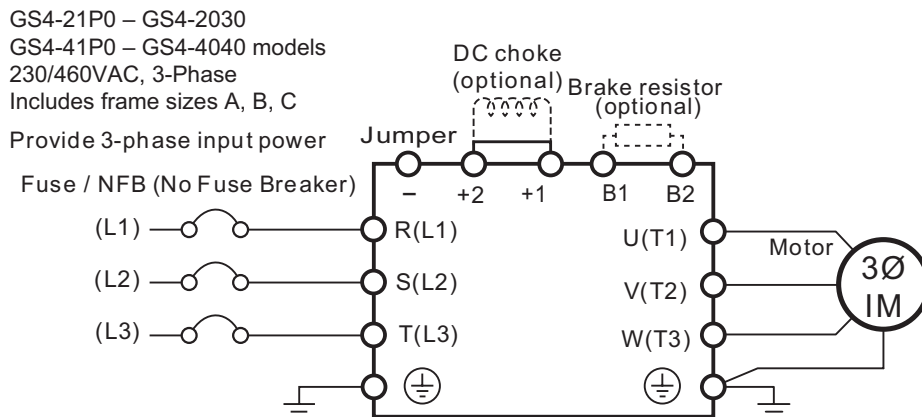 GS4-21P0 – GS4-2030
GS4-41P0 – GS4-4040 models
230/460VAC, 3-Phase
Includes frame sizes A, B, C
Provide 3-phase input power
DC choke
(optional)
Brake resistor
(optional)
Jumper
– +2 +1 B1 B2
Fuse / NFB (No Fuse Breaker)
(L1) R(L1) U(T1)
Motor
(L2) S(L2) V(T2)
3Ø
IM
(L3) T(L3) W(T3)